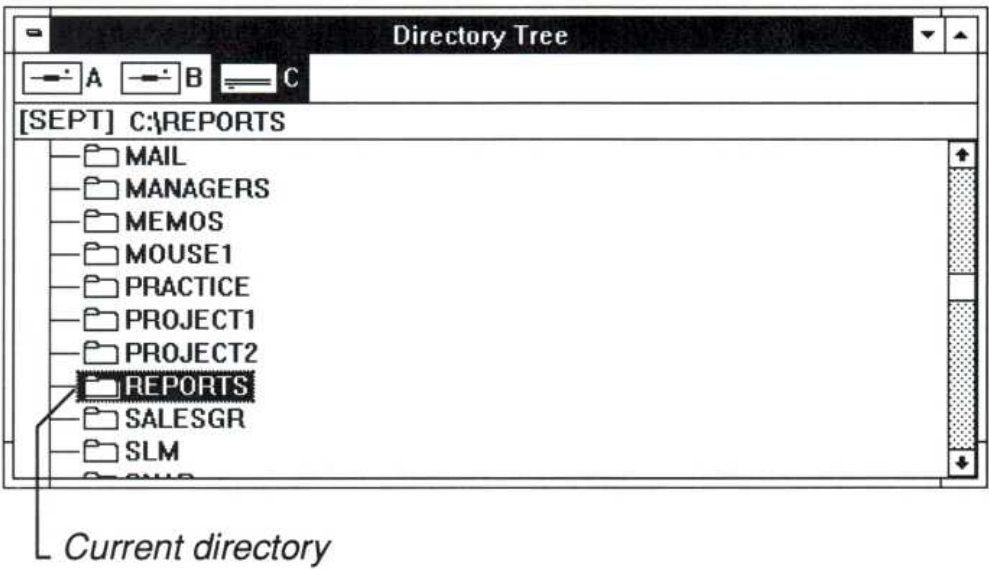 Directory Tree
A B C
[SEPT] C:\REPORTS
MAIL
MANAGERS
MEMOS
MOUSE1
PRACTICE
PROJECT1
PROJECT2
REPORTS
SALESGR
SLM
Current directory